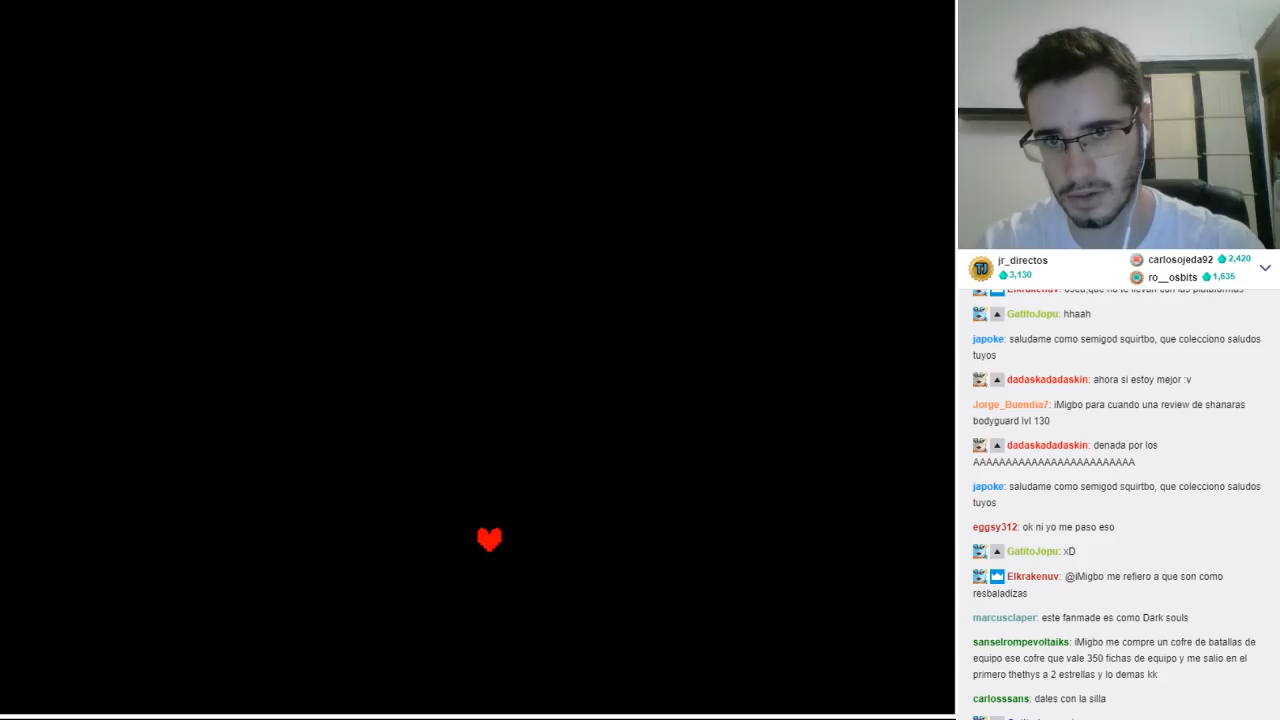 jr_directos
3,130
carlosojeda92 2,420
ro__osbits 1,635
GatitoJopu: hhaah
japoke: saludame como semigod squirtbo, que colecciono saludos
tuyos
dadaskadadaskin: ahora si estoy mejor :v
Jorge_Buendia7: iMigbo para cuando una review de shanaras
bodyguard lvl 130
dadaskadadaskin: denada por los
AAAAAAAAAAAAAAAAAAAAAAAAA
japoke: saludame como semigod squirtbo, que colecciono saludos
tuyos
eggsy312: ok ni yo me paso eso
GatitoJopu: xD
Elkrakenuv: @iMigbo me refiero a que son como
resbaladizas
marcusclaper: este fanmade es como Dark souls
sanselrompevoltaiks: iMigbo me compre un cofre de batallas de
equipo ese cofre que vale 350 fichas de equipo y me salio en el
primero thethys a 2 estrellas y lo demas kk
carlosssans: dales con la silla